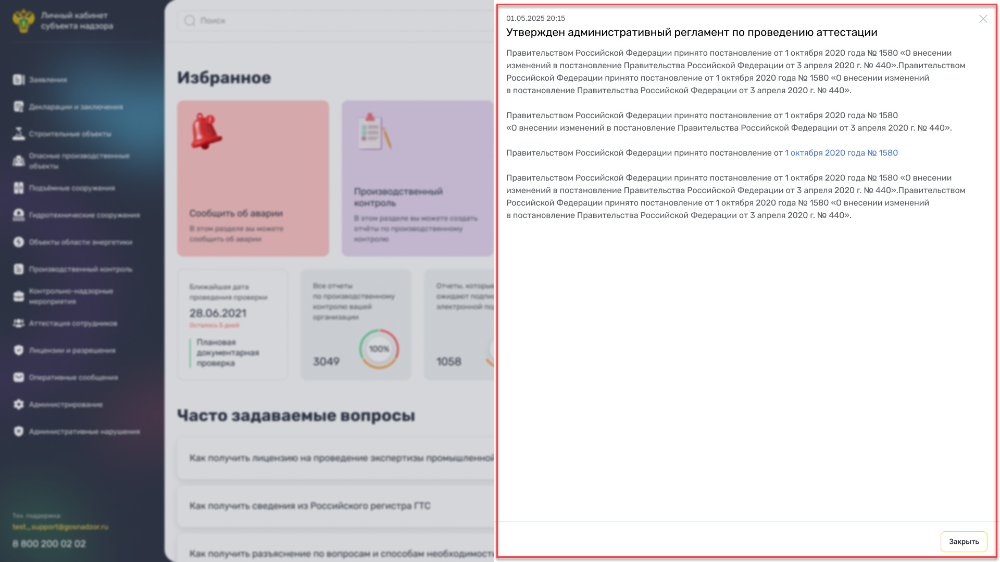 Личный кабинет
субъекта надзора
Заявления
Декларации и заключения
Строительные объекты
Опасные производственные
объекты
Подъёмные сооружения
Гидротехнические сооружения
Объекты области энергетики
Производственный контроль
Контрольно-надзорные
мероприятия
Аттестация сотрудников
Лицензии и разрешения
Оперативные сообщения
Администрирование
Административные нарушения
Тех. поддержка:
test_support@gosnadzor.ru
8 800 200 02 02
Поиск
Избранное
Сообщить об аварии
В этом разделе вы можете
сообщить об аварии
Производственный
контроль
В этом разделе вы можете создать
отчёты по производственному
контролю
Ближайшая дата
проведения проверки
28.06.2021
Осталось 5 дней
Плановая
документарная
проверка
Все отчеты
по производственному
контролю вашей
организации
3049
100%
Отчеты, которые
ожидают
электронной
1058
Часто задаваемые вопросы
Как получить лицензию на проведение экспертизы промышленной
Как получить сведения из Российского регистра ГТС
Как получить разъяснение по вопросам и способам
01.05.2025 20:15
Утвержден административный регламент по проведению аттестации
Правительством Российской Федерации принято постановление от 1 октября 2020 года № 1580 «О внесении
изменений в постановление Правительства Российской Федерации от 3 апреля 2020 г. № 440».Правительством
Российской Федерации принято постановление от 1 октября 2020 года № 1580 «О внесении изменений
в постановление Правительства Российской Федерации от 3 апреля 2020 г. № 440».
Правительством Российской Федерации принято постановление от 1 октября 2020 года № 1580
«О внесении изменений в постановление Правительства Российской Федерации от 3 апреля 2020 г. № 440».
Правительством Российской Федерации принято постановление от 1 октября 2020 года № 1580
Правительством Российской Федерации принято постановление от 1 октября 2020 года № 1580 «О внесении
изменений в постановление Правительства Российской Федерации от 3 апреля 2020 г. № 440».Правительством
Российской Федерации принято постановление от 1 октября 2020 года № 1580 «О внесении изменений
в постановление Правительства Российской Федерации от 3 апреля 2020 г. № 440».
Закрыть